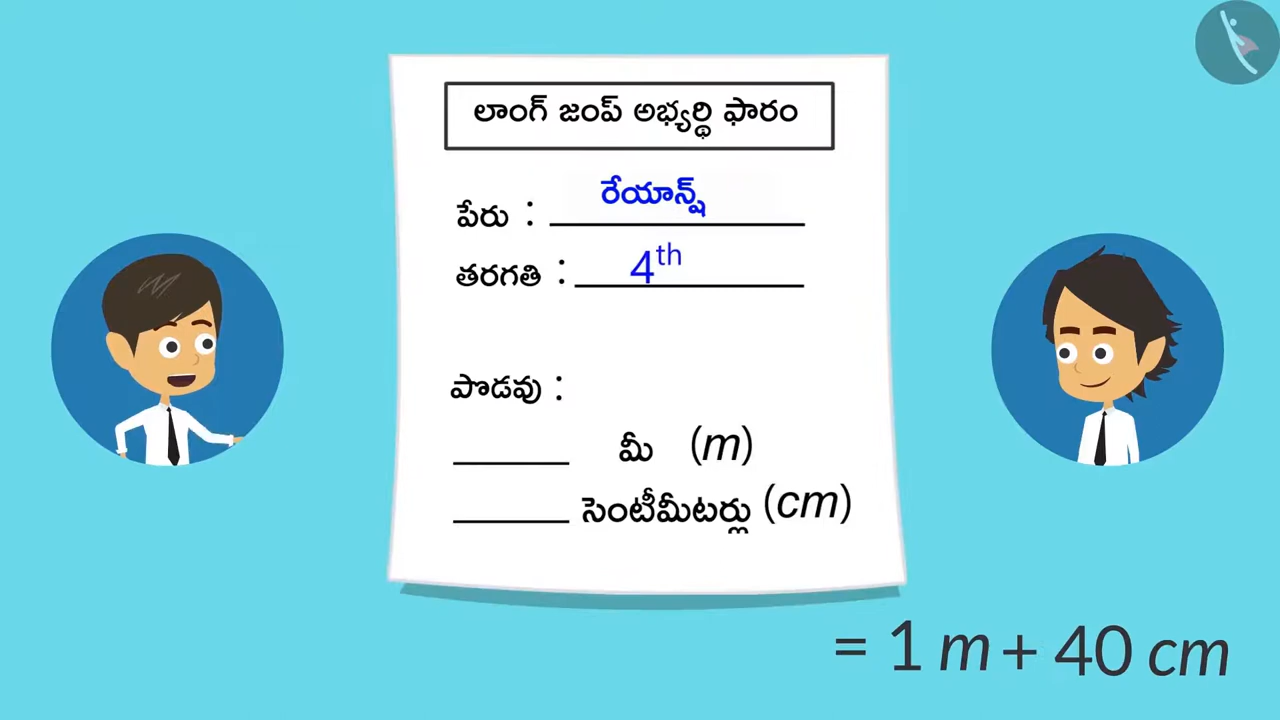 లాంగ్ జంప్ అభ్యర్థి ఫారం
పేరు : రేయాన్ష్
తరగతి : 4th
పొడవు :
మీ (m)
సెంటీమీటర్లు (cm)
= 1 m + 40 cm